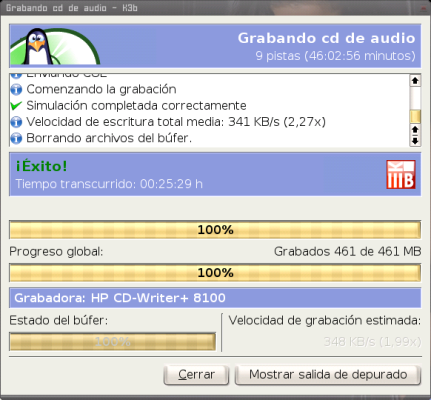 Grabando cd de audio - K3b
Grabando cd de audio
9 pistas (46:02:56 minutos)
Enviando CUE
Comenzando la grabación
Simulación completada correctamente
Velocidad de escritura total media: 341 KB/s (2,27x)
Borrando archivos del búfer.
¡Éxito!
Tiempo transcurrido: 00:25:29 h
100%
Progreso global: Grabados 461 de 461 MB
100%
Grabadora: HP CD-Writer+ 8100
Estado del búfer: Velocidad de grabación estimada:
100% 348 KB/s (1,99x)
Cerrar Mostrar salida de depurado